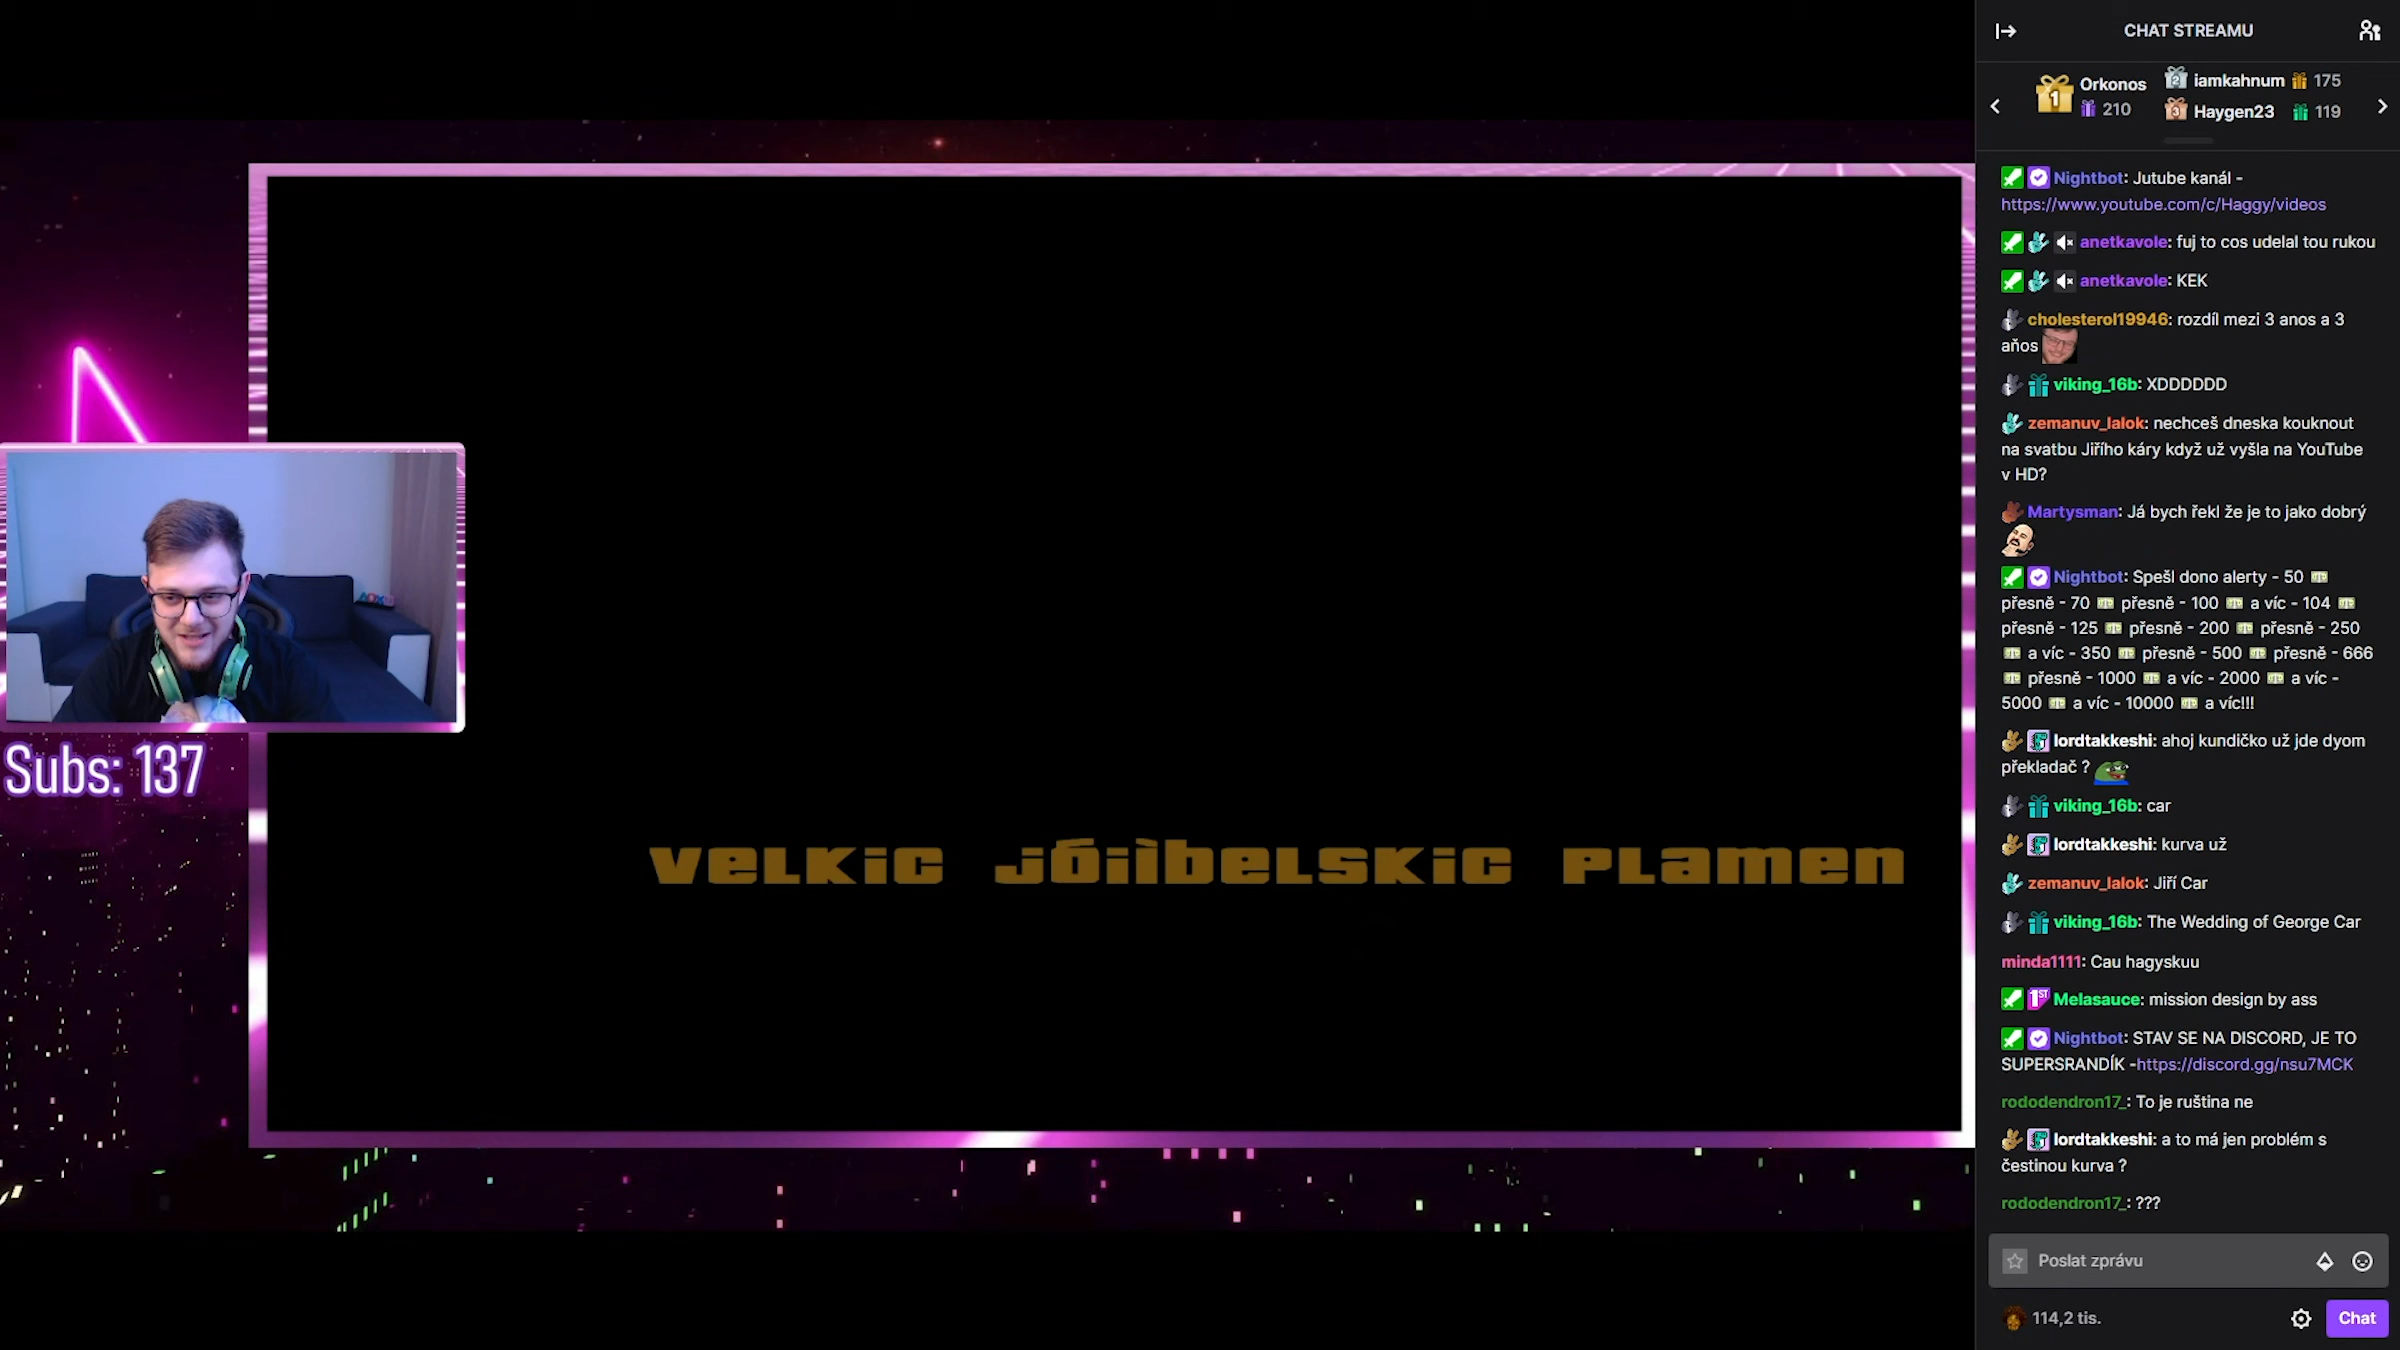 CHAT STREAMU
1 Orkonos 210
2 iamkahnum 175
3 Haygen23 119
Nightbot: Jutube kanál -
https://www.youtube.com/c/Haggy/videos
anetkavole: fuj to cos udelal tou rukou
anetkavole: KEK
cholesterol19946: rozdíl mezi 3 anos a 3
aňos
viking_16b: XDDDDDD
zemanuv_lalok: nechceš dneska kouknout
na svatbu Jiřího káry když už vyšla na YouTube
v HD?
Martysman: Já bych řekl že je to jako dobrý
Nightbot: Spešl dono alerty - 50
přesně - 70 přesně - 100 a víc - 104
přesně - 125 přesně - 200 přesně - 250
a víc - 350 přesně - 500 přesně - 666
přesně - 1000 a víc - 2000 a víc -
5000 a víc - 10000 a víc!!!
lordtakkeshi: ahoj kundičko už jde dyom
překladač ?
viking_16b: car
lordtakkeshi: kurva už
zemanuv_lalok: Jiří Car
viking_16b: The Wedding of George Car
minda1111: Cau hagyskuu
1ST Melasauce: mission design by ass
Nightbot: STAV SE NA DISCORD, JE TO
SUPERSRANDÍK -https://discord.gg/nsu7MCK
rododendron17_: To je ruština ne
lordtakkeshi: a to má jen problém s
čestinou kurva ?
rododendron17_: ???
Poslat zprávu
114,2 tis.
Chat
Subs: 137
velkic jóiìbelskic plamen